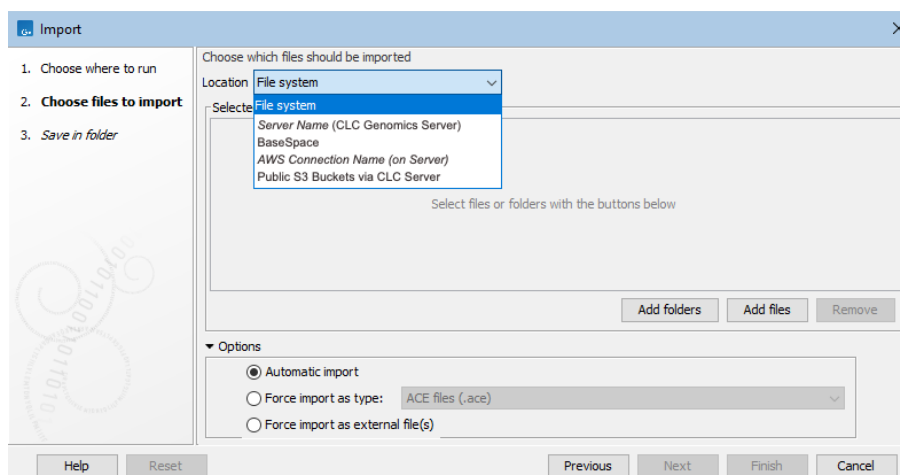 Import
1. Choose where to run
2. Choose files to import
3. Save in folder
Choose which files should be imported
Location File system
Selecte
File system
Server Name (CLC Genomics Server)
BaseSpace
AWS Connection Name (on Server)
Public S3 Buckets via CLC Server
Select files or folders with the buttons below
Add folders Add files Remove
Options
Automatic import
Force import as type: ACE files (.ace)
Force import as external file(s)
Help Reset Previous Next Finish Cancel